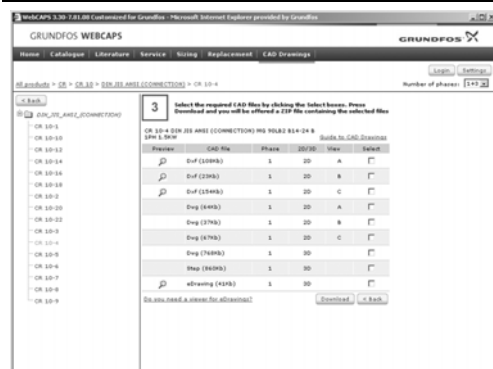 WebCAPS 3.30-7.01.08 Customized for Grundfos - Microsoft Internet Explorer provided by Grundfos
GRUNDFOS WEBCAPS
GRUNDFOS
Home Catalogue Literature Service Sizing Replacement CAD Drawings
Login Settings
All products > CR > CR 10 > DIN JIS ANSI (CONNECTION) > CR 10-4
Number of phases: 1+3
< Back
DIN_JIS_ANSI_(CONNECTION)
CR 10-1
CR 10-10
CR 10-12
CR 10-14
CR 10-16
CR 10-18
CR 10-2
CR 10-20
CR 10-22
CR 10-3
CR 10-4
CR 10-5
CR 10-6
CR 10-7
CR 10-8
CR 10-9
3
Select the required CAD files by clicking the Select boxes. Press
Download and you will be offered a ZIP file containing the selected files
CR 10-4 DIN JIS ANSI (CONNECTION) MG 90LB2 B14-24 B
SPM 1.5KW
Guide to CAD Drawings
Preview CAD file Phase 2D/3D View Select
Dxf (108Kb) 1 2D A
Dxf (23Kb) 1 2D B
Dxf (154Kb) 1 2D C
Dwg (64Kb) 1 2D A
Dwg (37Kb) 1 2D B
Dwg (67Kb) 1 2D C
Dwg (768Kb) 1 3D
Step (860Kb) 1 3D
eDrawing (41Kb) 1 3D
Do you need a viewer for eDrawings?
Download < Back